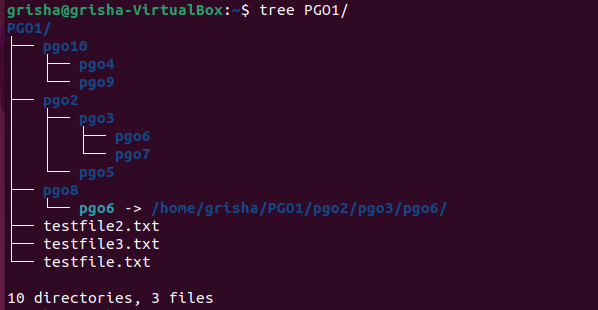 grisha@grisha-VirtualBox:~$ tree PGO1/
PGO1/
├── pgo10
│   ├── pgo4
│   └── pgo9
├── pgo2
│   ├── pgo3
│   │   ├── pgo6
│   │   └── pgo7
│   └── pgo5
├── pgo8
│   └── pgo6 -> /home/grisha/PGO1/pgo2/pgo3/pgo6/
├── testfile2.txt
├── testfile3.txt
└── testfile.txt
10 directories, 3 files